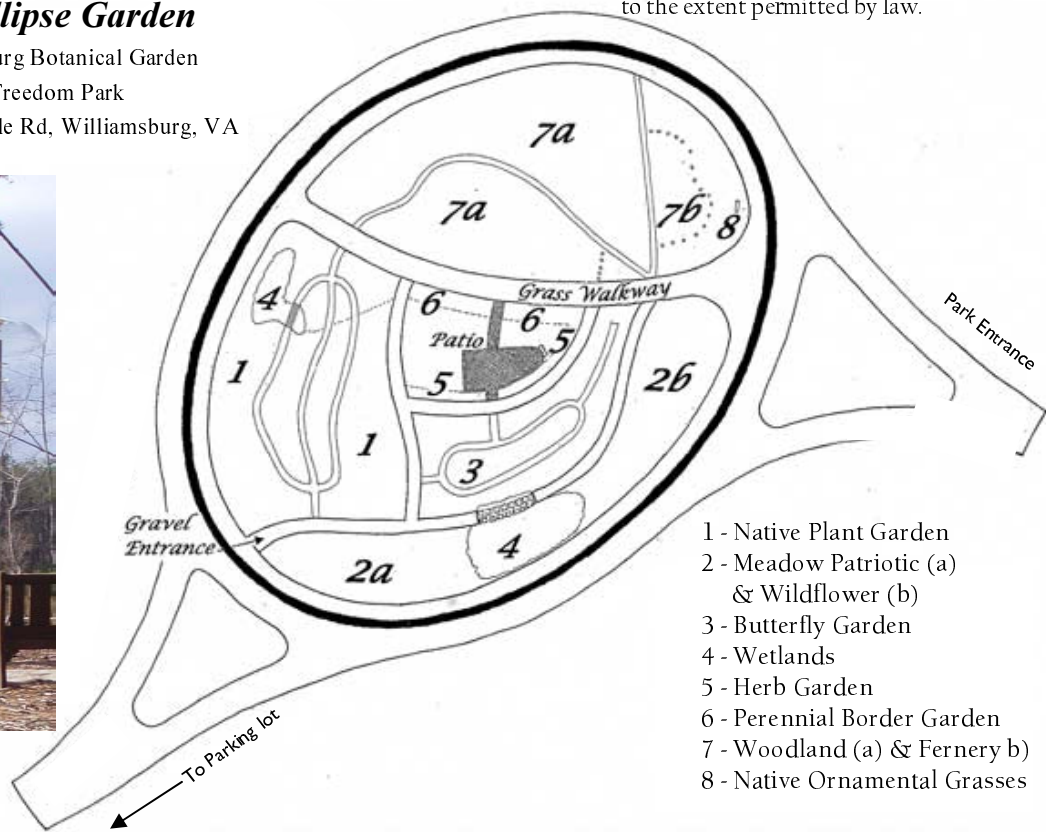 llipse Garden
to the extent permitted by law.
urg Botanical Garden
Freedom Park
le Rd, Williamsburg, VA
7a
7a
7b
8
Grass Walkway
4
6
6
Patio
5
5
1
2b
Park Entrance
1
3
Gravel
Entrance
4
2a
1 - Native Plant Garden
2 - Meadow Patriotic (a)
& Wildflower (b)
3 - Butterfly Garden
4 - Wetlands
5 - Herb Garden
6 - Perennial Border Garden
7 - Woodland (a) & Fernery b)
8 - Native Ornamental Grasses
To Parking lot